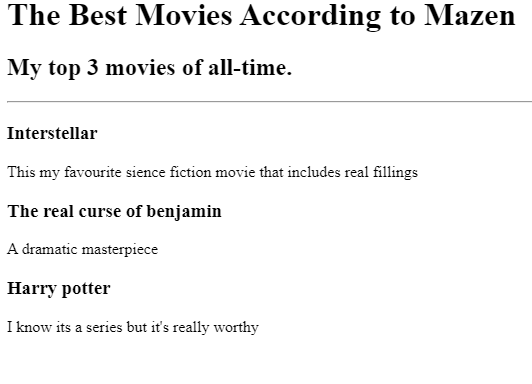 The Best Movies According to Mazen
My top 3 movies of all-time.
Interstellar
This my favourite sience fiction movie that includes real fillings
The real curse of benjamin
A dramatic masterpiece
Harry potter
I know its a series but it's really worthy